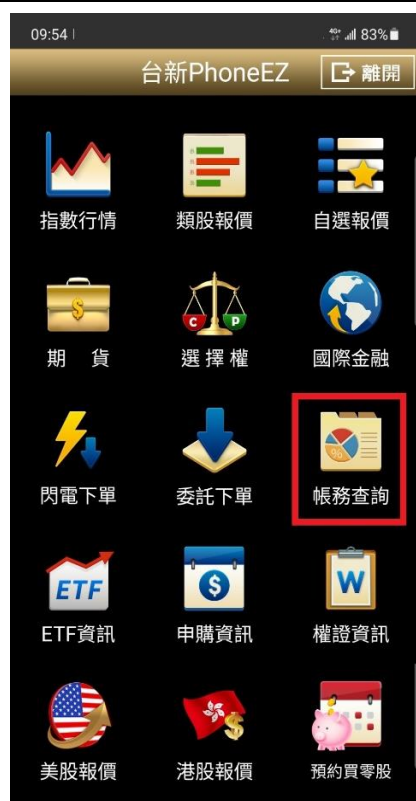 09:54
4G+ 83%
台新PhoneEZ 離開
指數行情 類股報價 自選報價
$
C P
期 貨 選擇權 國際金融
%
閃電下單 委託下單 帳務查詢
ETF $ W
ETF資訊 申購資訊 權證資訊
$
美股報價 港股報價 預約買零股